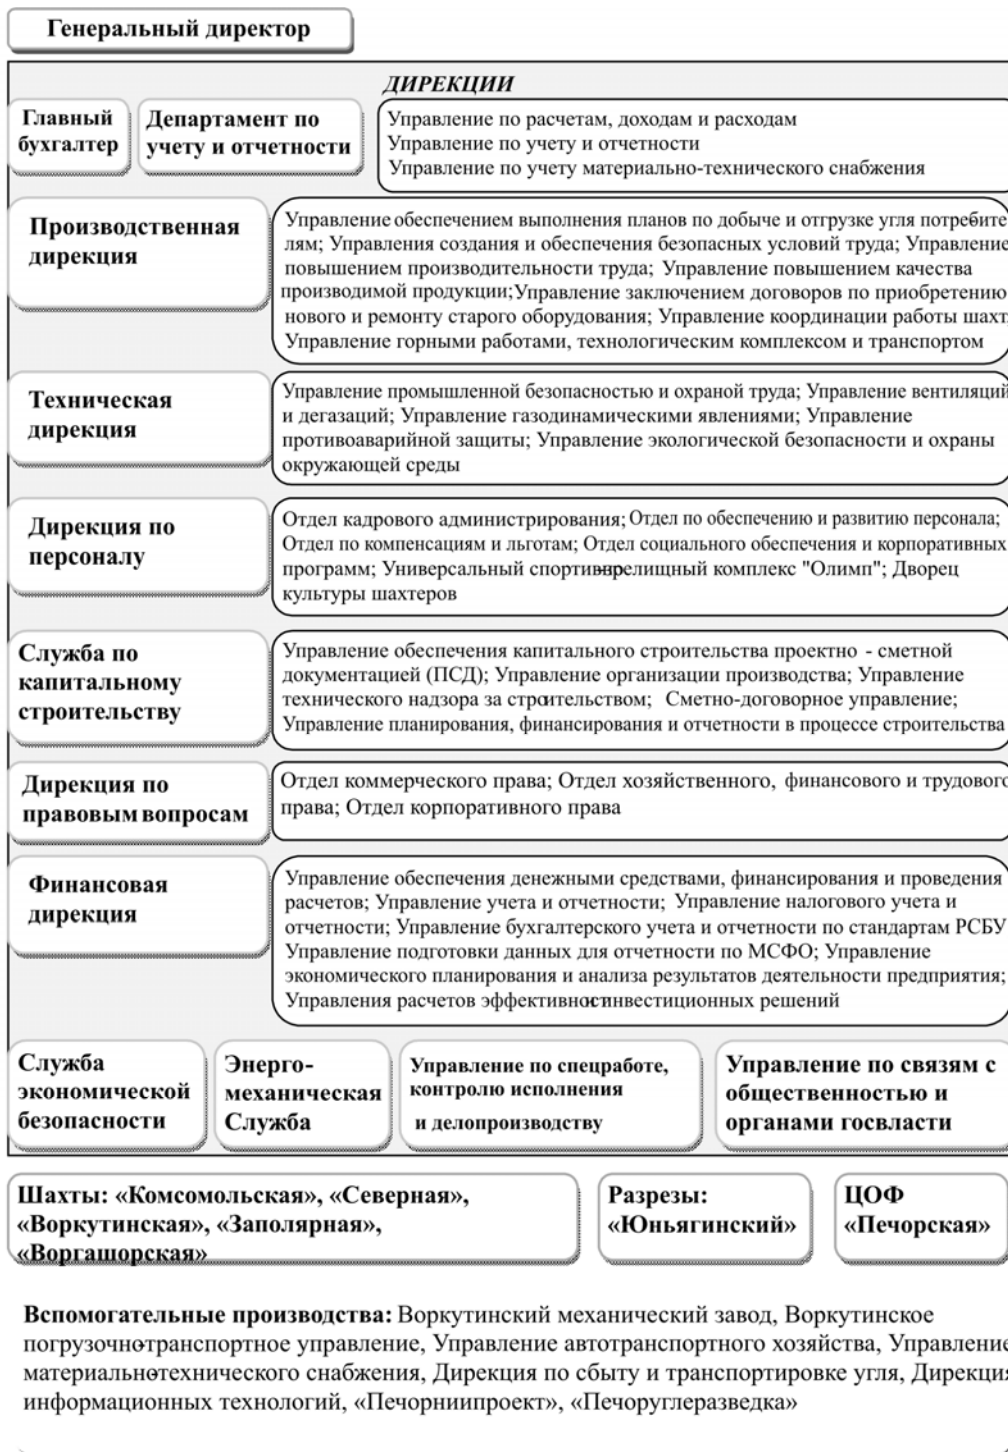 Генеральный директор
ДИРЕКЦИИ
Главный
бухгалтер
Департамент по
учету и отчетности
Управление по расчетам, доходам и расходам
Управление по учету и отчетности
Управление по учету материально-технического снабжения
Производственная
дирекция
Управление обеспечением выполнения планов по добыче и отгрузке угля потребите
лям; Управления создания и обеспечения безопасных условий труда; Управление
повышением производительности труда; Управление повышением качества
производимой продукции;Управление заключением договоров по приобретению
нового и ремонту старого оборудования; Управление координации работы шахт
Управление горными работами, технологическим комплексом и транспортом
Техническая
дирекция
Управление промышленной безопасностью и охраной труда; Управление вентиляций
и дегазаций; Управление газодинамическими явлениями; Управление
противоаварийной защиты; Управление экологической безопасности и охраны
окружающей среды
Дирекция по
персоналу
Отдел кадрового администрирования; Отдел по обеспечению и развитию персонала;
Отдел по компенсациям и льготам; Отдел социального обеспечения и корпоративных
программ; Универсальный спортивно-зрелищный комплекс "Олимп"; Дворец
культуры шахтеров
Служба по
капитальному
строительству
Управление обеспечения капитального строительства проектно - сметной
документацией (ПСД); Управление организации производства; Управление
технического надзора за строительством; Сметно-договорное управление;
Управление планирования, финансирования и отчетности в процессе строительства
Дирекция по
правовым вопросам
Отдел коммерческого права; Отдел хозяйственного, финансового и трудового
права; Отдел корпоративного права
Финансовая
дирекция
Управление обеспечения денежными средствами, финансирования и проведения
расчетов; Управление учета и отчетности; Управление налогового учета и
отчетности; Управление бухгалтерского учета и отчетности по стандартам РСБУ
Управление подготовки данных для отчетности по МСФО; Управление
экономического планирования и анализа результатов деятельности предприятия;
Управления расчетов эффективности инвестиционных решений
Служба
экономической
безопасности
Энерго-
механическая
Служба
Управление по спецработе,
контролю исполнения
и делопроизводству
Управление по связям с
общественностью и
органами госвласти
Шахты: «Комсомольская», «Северная»,
«Воркутинская», «Заполярная»,
«Воргашорская»
Разрезы:
«Юньягинский»
ЦОФ
«Печорская»
Вспомогательные производства: Воркутинский механический завод, Воркутинское
погрузочно-транспортное управление, Управление автотранспортного хозяйства, Управление
материально-технического снабжения, Дирекция по сбыту и транспортировке угля, Дирекция
информационных технологий, «Печорниипроект», «Печоруглеразведка»